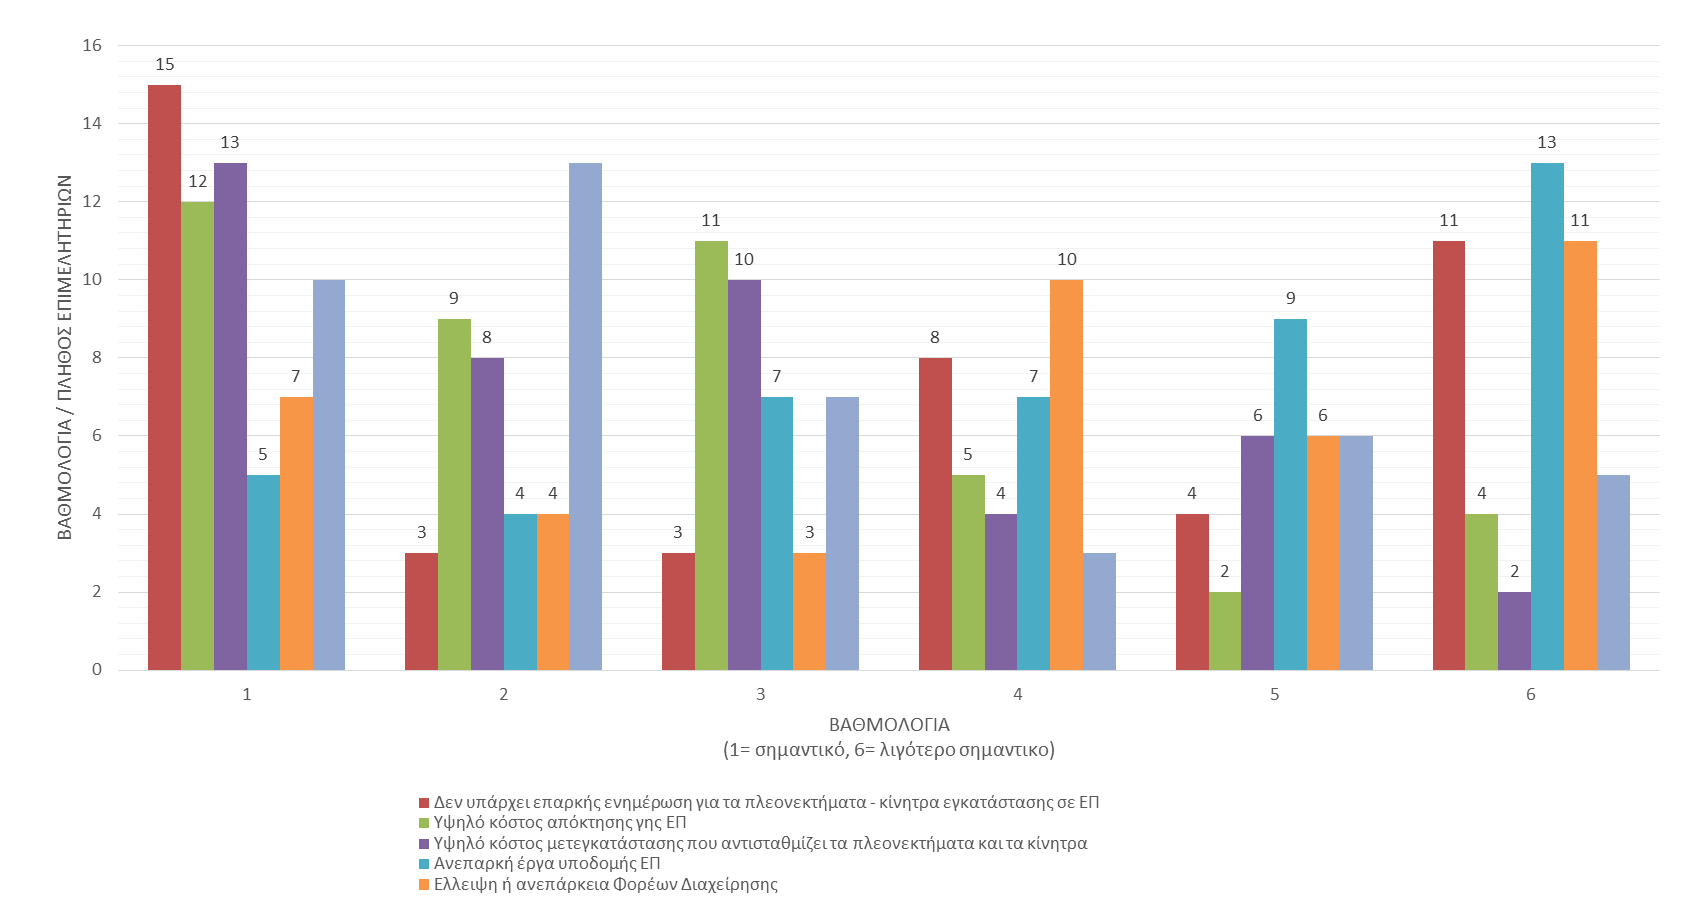 ΒΑΘΜΟΛΟΓΙΑ / ΠΛΗΘΟΣ ΕΠΙΜΕΛΗΤΗΡΙΩΝ
16
14
12
10
8
6
4
2
0
15 12 13 5 7
3 9 8 4 4
3 11 10 7 3
8 5 4 7 10
4 2 6 9 6
11 4 2 13 11
1 2 3 4 5 6
ΒΑΘΜΟΛΟΓΙΑ
(1= σημαντικό, 6= λιγότερο σημαντικο)
Δεν υπάρχει επαρκής ενημέρωση για τα πλεονεκτήματα - κίνητρα εγκατάστασης σε ΕΠ
Υψηλό κόστος απόκτησης γης ΕΠ
Υψηλό κόστος μετεγκατάστασης που αντισταθμίζει τα πλεονεκτήματα και τα κίνητρα
Ανεπαρκή έργα υποδομής ΕΠ
Ελλειψη ή ανεπάρκεια Φορέων Διαχείρησης